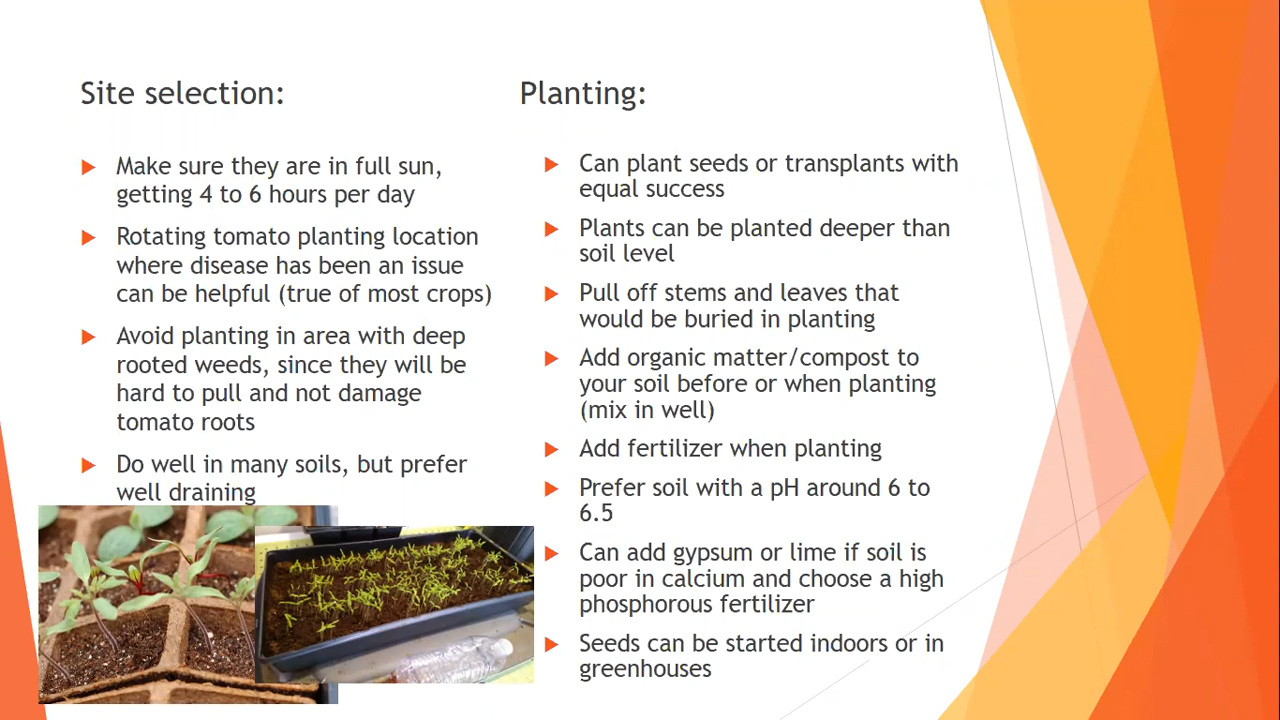 Site selection:
Make sure they are in full sun,
getting 4 to 6 hours per day
Rotating tomato planting location
where disease has been an issue
can be helpful (true of most crops)
Avoid planting in area with deep
rooted weeds, since they will be
hard to pull and not damage
tomato roots
Do well in many soils, but prefer
well draining
Planting:
Can plant seeds or transplants with
equal success
Plants can be planted deeper than
soil level
Pull off stems and leaves that
would be buried in planting
Add organic matter/compost to
your soil before or when planting
(mix in well)
Add fertilizer when planting
Prefer soil with a pH around 6 to
6.5
Can add gypsum or lime if soil is
poor in calcium and choose a high
phosphorous fertilizer
Seeds can be started indoors or in
greenhouses